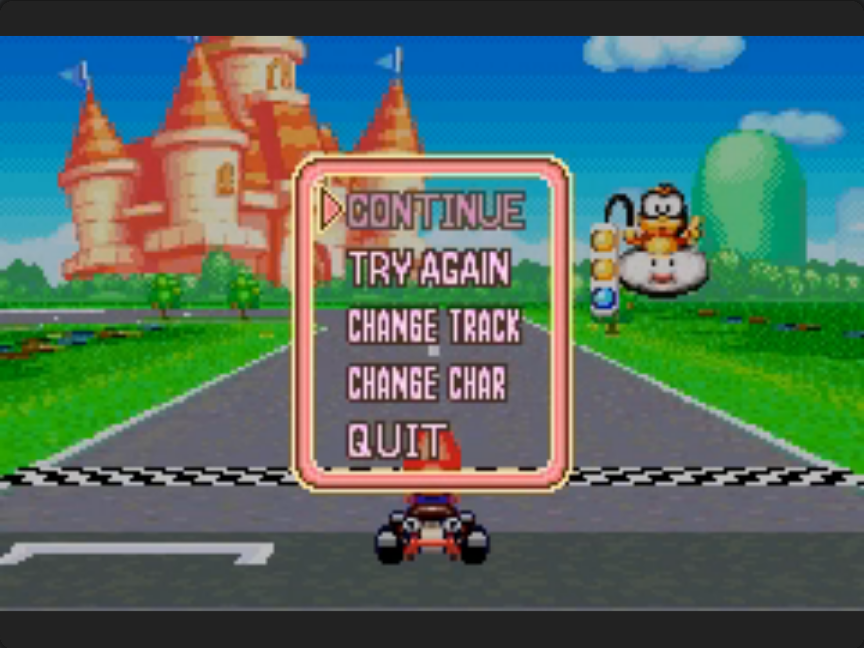 CONTINUE
TRY AGAIN
CHANGE TRACK
CHANGE CHAR
QUIT